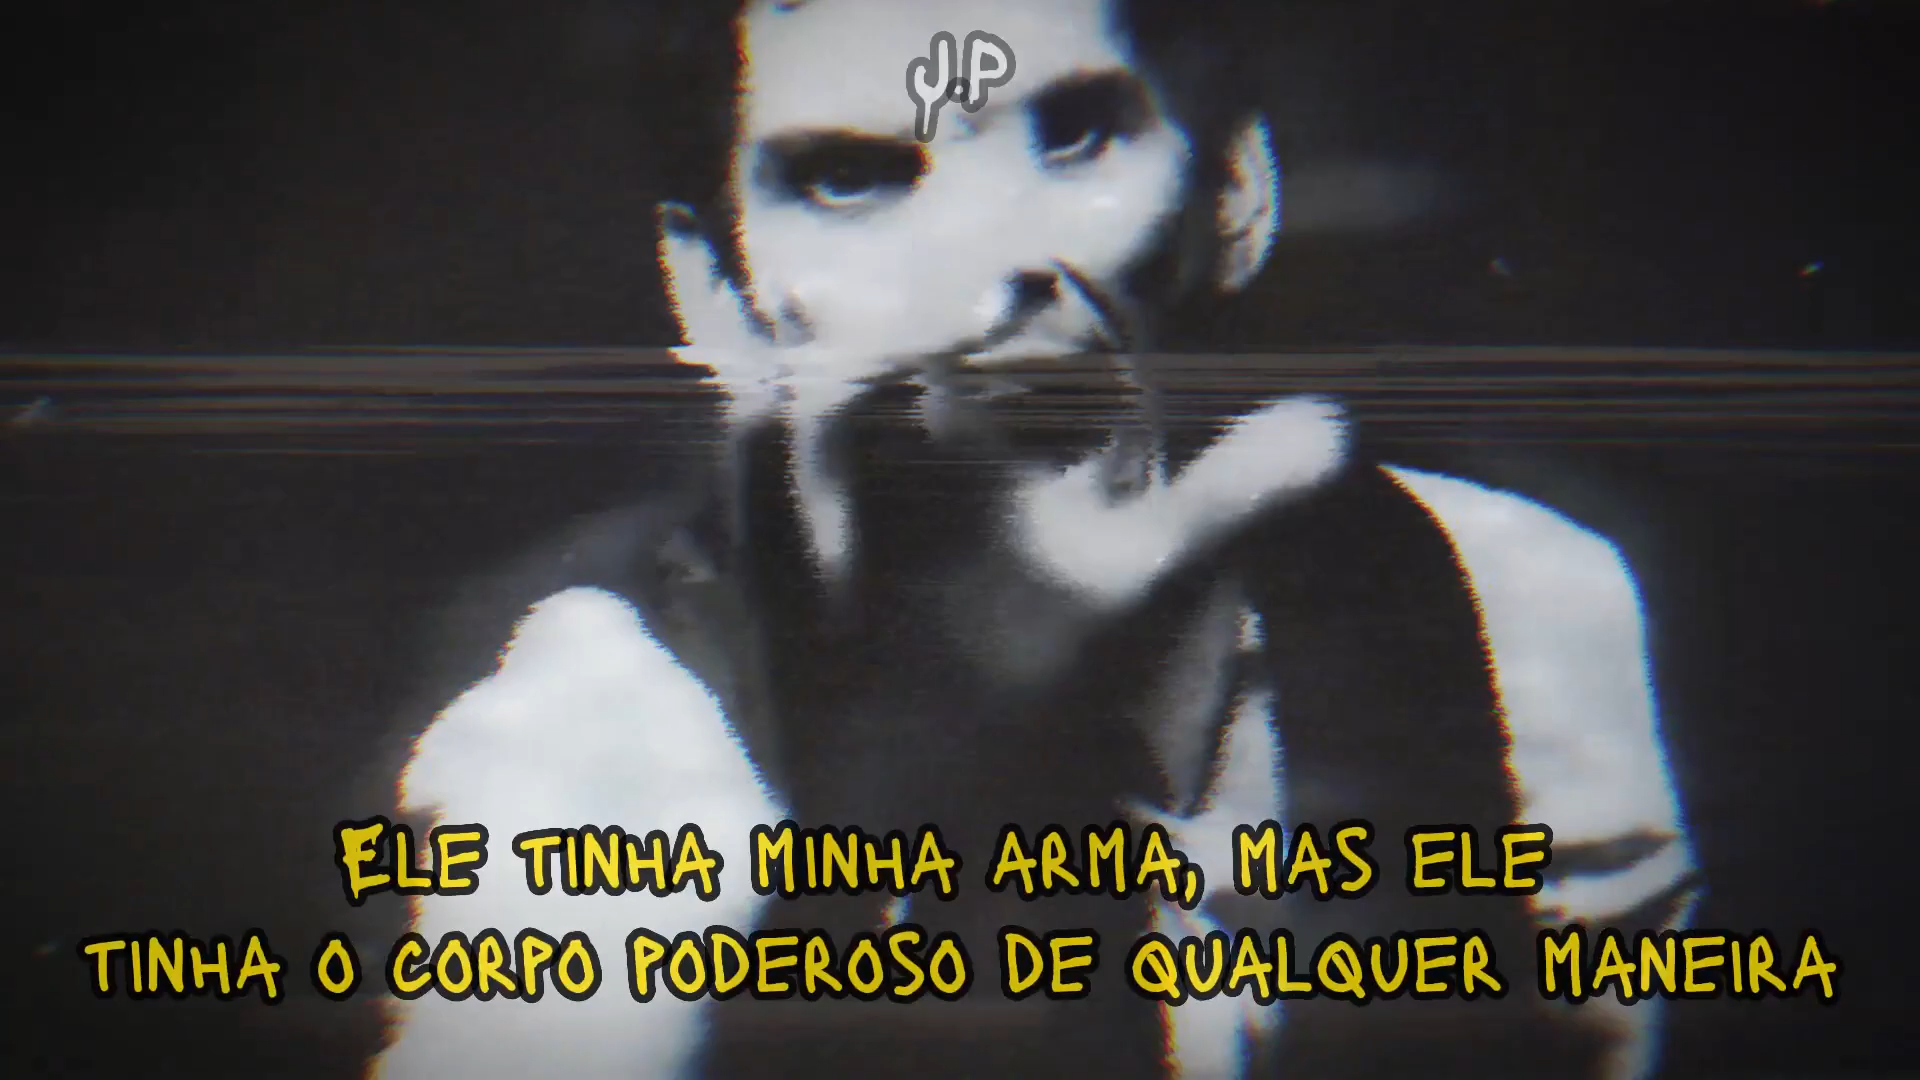 J.P
ELE TINHA MINHA ARMA, MAS ELE
TINHA O CORPO PODEROSO DE QUALQUER MANEIRA